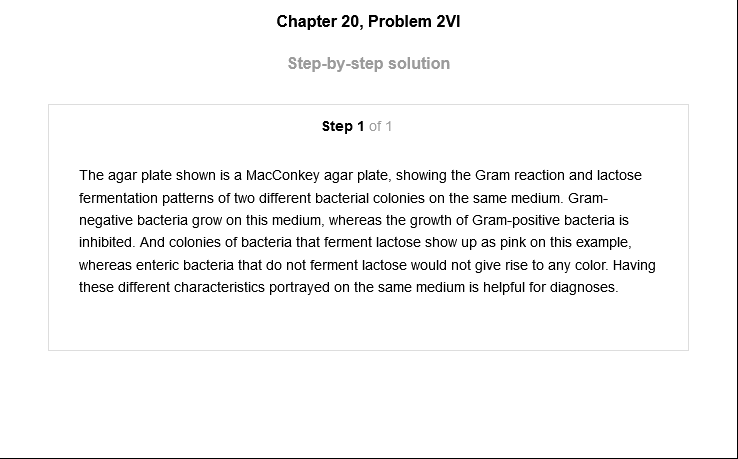 Chapter 20, Problem 2VI
Step-by-step solution
Step 1 of 1
The agar plate shown is a MacConkey agar plate, showing the Gram reaction and lactose
fermentation patterns of two different bacterial colonies on the same medium. Gram-
negative bacteria grow on this medium, whereas the growth of Gram-positive bacteria is
inhibited. And colonies of bacteria that ferment lactose show up as pink on this example,
whereas enteric bacteria that do not ferment lactose would not give rise to any color. Having
these different characteristics portrayed on the same medium is helpful for diagnoses.